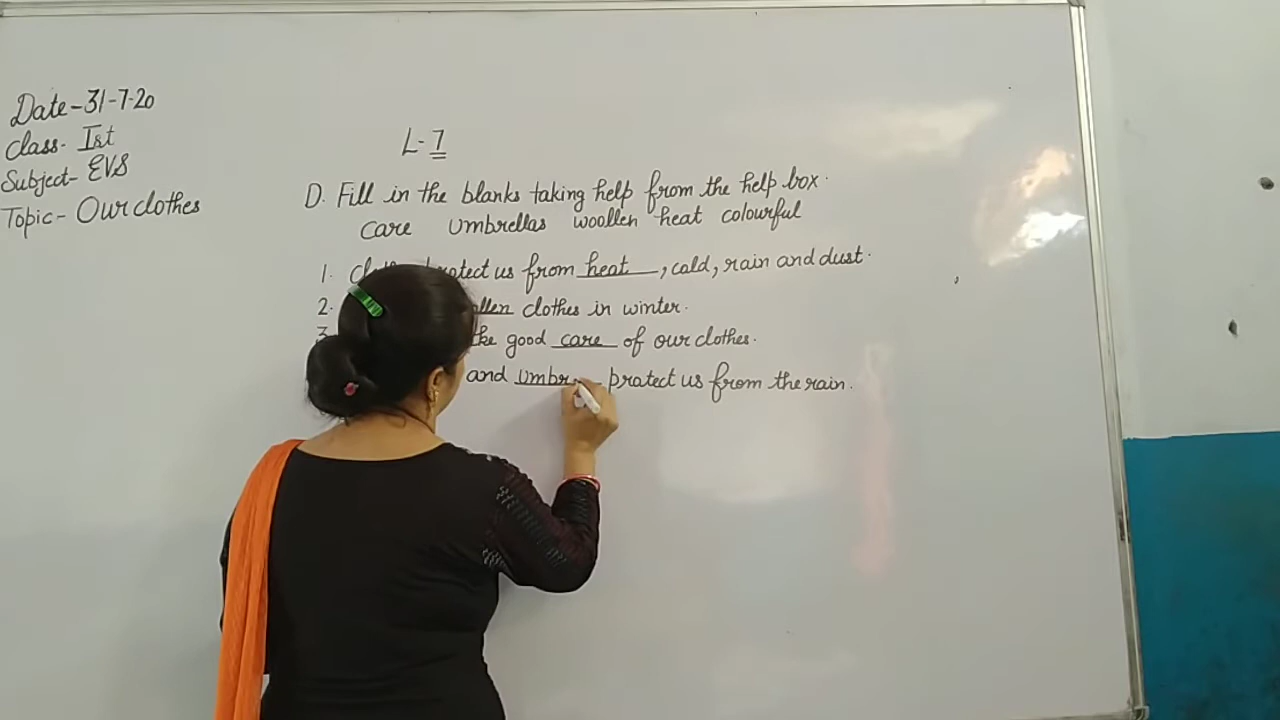 Date-31-7-20
Class- Ist
Subject- EVS
Topic- Our clothes
L-7
D. Fill in the blanks taking help from the help box.
care umbrellas woollen heat colourful
1. us from heat, cold, rain and dust.
2. clothes in winter.
3. good care of our clothes.
and umbr protect us from the rain.